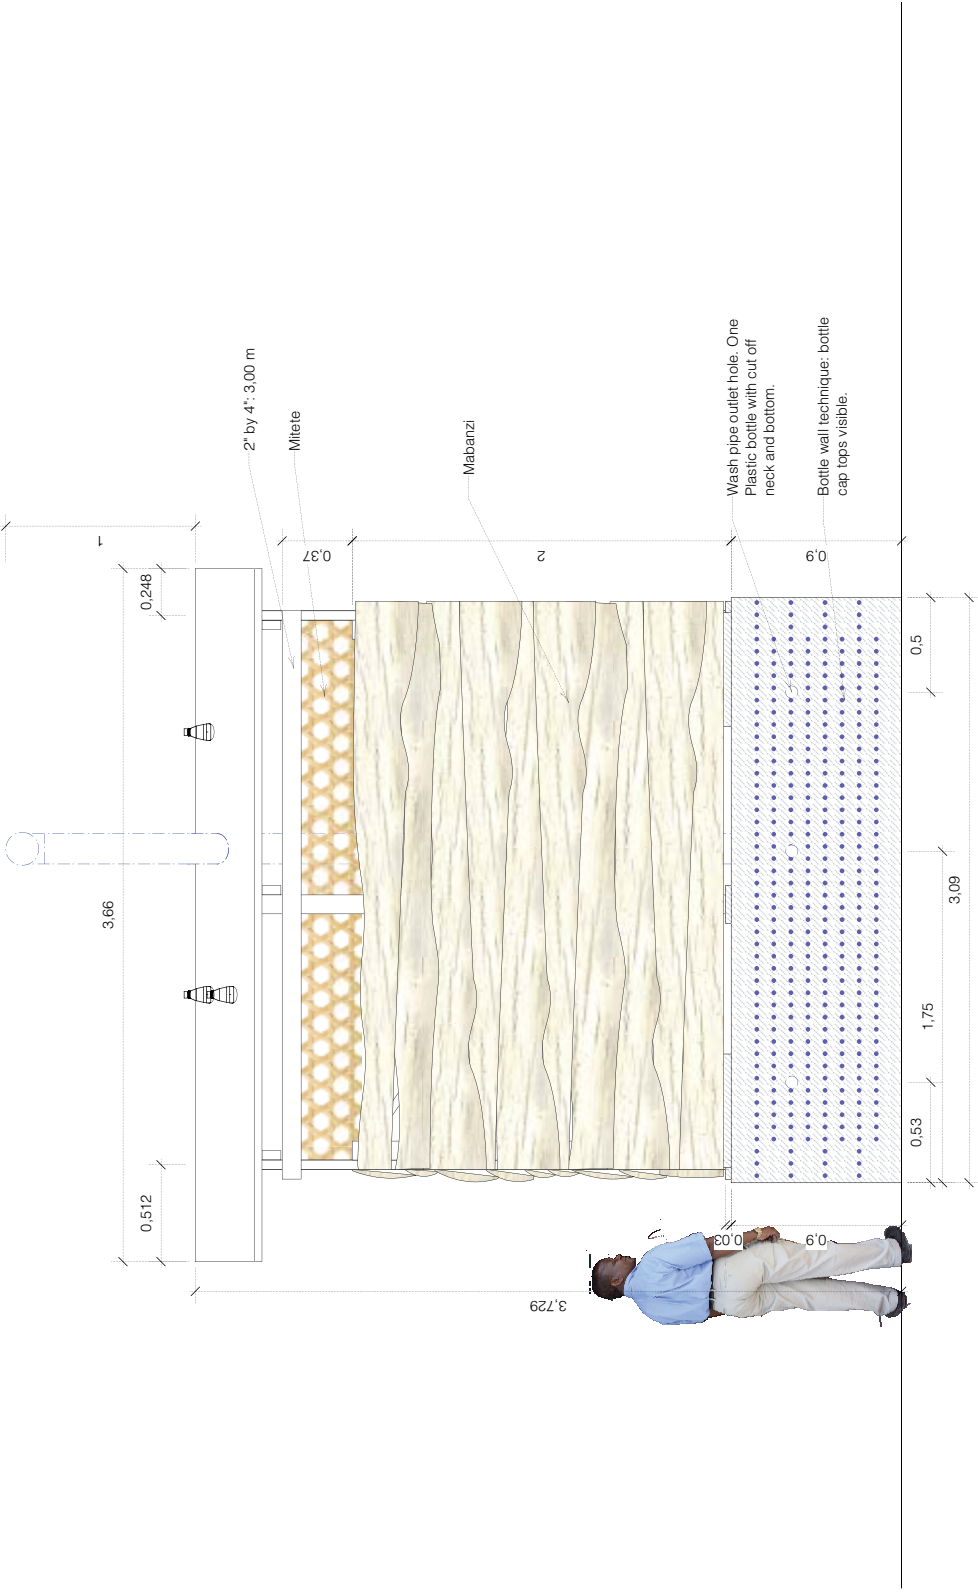 1
3,66
0,248
0,512
2" by 4": 3,00 m
Mitete
Mabanzi
Wash pipe outlet hole. One
Plastic bottle with cut off
neck and bottom.
Bottle wall technique: bottle
cap tops visible.
0,37
2
0,9
3,729
0,03
0,9
0,53
1,75
0,5
3,09